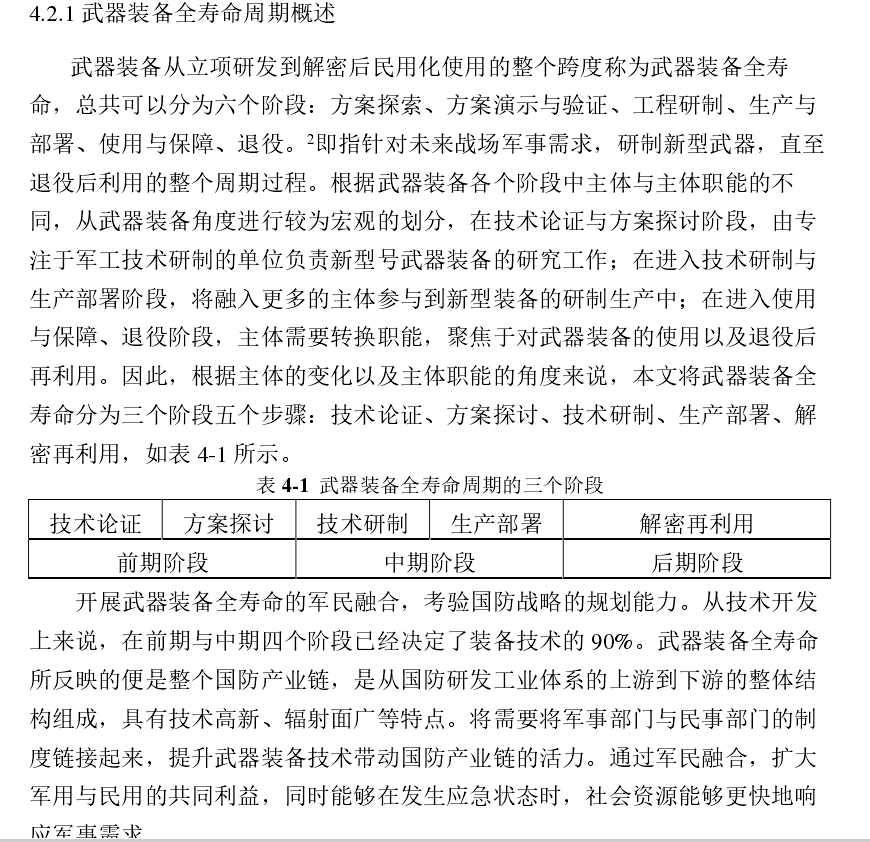 4.2.1 武器装备全寿命周期概述
武器装备从立项研发到解密后民用化使用的整个跨度称为武器装备全寿
命，总共可以分为六个阶段：方案探索、方案演示与验证、工程研制、生产与
部署、使用与保障、退役。2即指针对未来战场军事需求，研制新型武器，直至
退役后利用的整个周期过程。根据武器装备各个阶段中主体与主体职能的不
同，从武器装备角度进行较为宏观的划分，在技术论证与方案探讨阶段，由专
注于军工技术研制的单位负责新型号武器装备的研究工作；在进入技术研制与
生产部署阶段，将融入更多的主体参与到新型装备的研制生产中；在进入使用
与保障、退役阶段，主体需要转换职能，聚焦于对武器装备的使用以及退役后
再利用。因此，根据主体的变化以及主体职能的角度来说，本文将武器装备全
寿命分为三个阶段五个步骤：技术论证、方案探讨、技术研制、生产部署、解
密再利用，如表 4-1 所示。
表 4-1 武器装备全寿命周期的三个阶段
技术论证 方案探讨 技术研制 生产部署 解密再利用
前期阶段 中期阶段 后期阶段
开展武器装备全寿命的军民融合，考验国防战略的规划能力。从技术开发
上来说，在前期与中期四个阶段已经决定了装备技术的 90%。武器装备全寿命
所反映的便是整个国防产业链，是从国防研发工业体系的上游到下游的整体结
构组成，具有技术高新、辐射面广等特点。将需要将军事部门与民事部门的制
度链接起来，提升武器装备技术带动国防产业链的活力。通过军民融合，扩大
军用与民用的共同利益，同时能够在发生应急状态时，社会资源能够更快地响
应军事需求